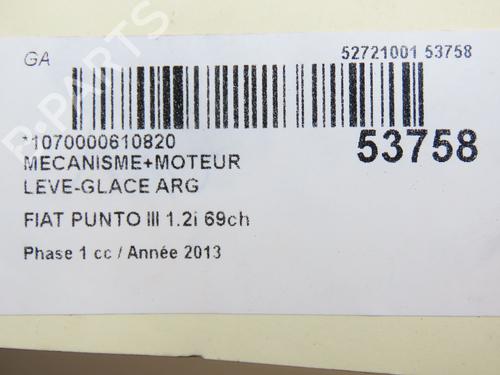 GA
52721001 53758
*1070000610820
53758
MECANISME+MOTEUR
LEVE-GLACE ARG
FIAT PUNTO III 1.2i 69ch
Phase 1 cc / Année 2013
B-PARTS